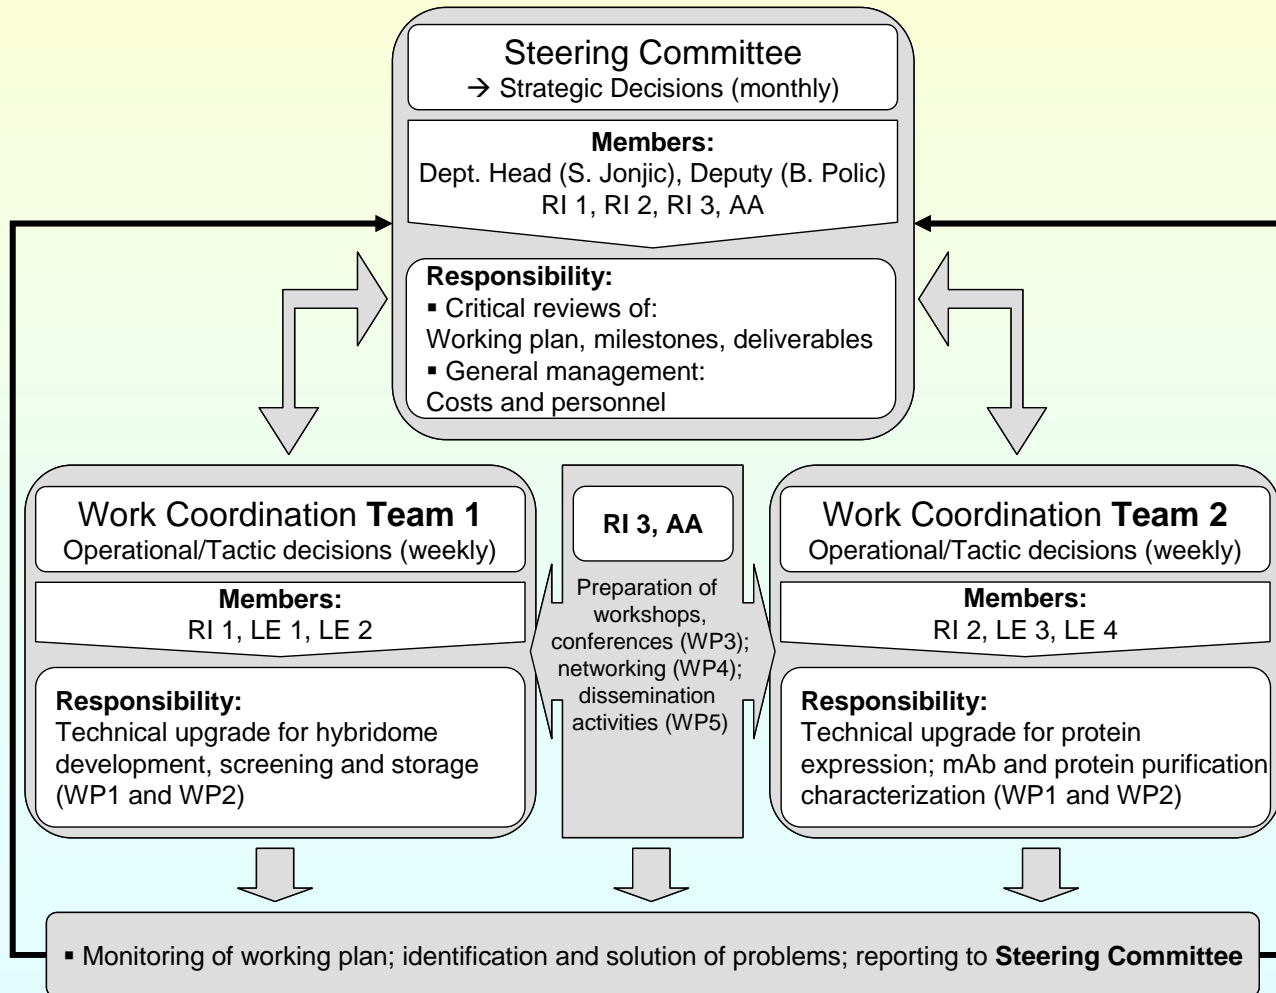 Steering Committee
→ Strategic Decisions (monthly)
Members:
Dept. Head (S. Jonjic), Deputy (B. Polic)
RI 1, RI 2, RI 3, AA
Responsibility:
▪ Critical reviews of:
Working plan, milestones, deliverables
▪ General management:
Costs and personnel
Work Coordination Team 1
Operational/Tactic decisions (weekly)
Members:
RI 1, LE 1, LE 2
Responsibility:
Technical upgrade for hybridome
development, screening and storage
(WP1 and WP2)
RI 3, AA
Preparation of
workshops,
conferences (WP3);
networking (WP4);
dissemination
activities (WP5)
Work Coordination Team 2
Operational/Tactic decisions (weekly)
Members:
RI 2, LE 3, LE 4
Responsibility:
Technical upgrade for protein
expression; mAb and protein purification
characterization (WP1 and WP2)
▪ Monitoring of working plan; identification and solution of problems; reporting to Steering Committee